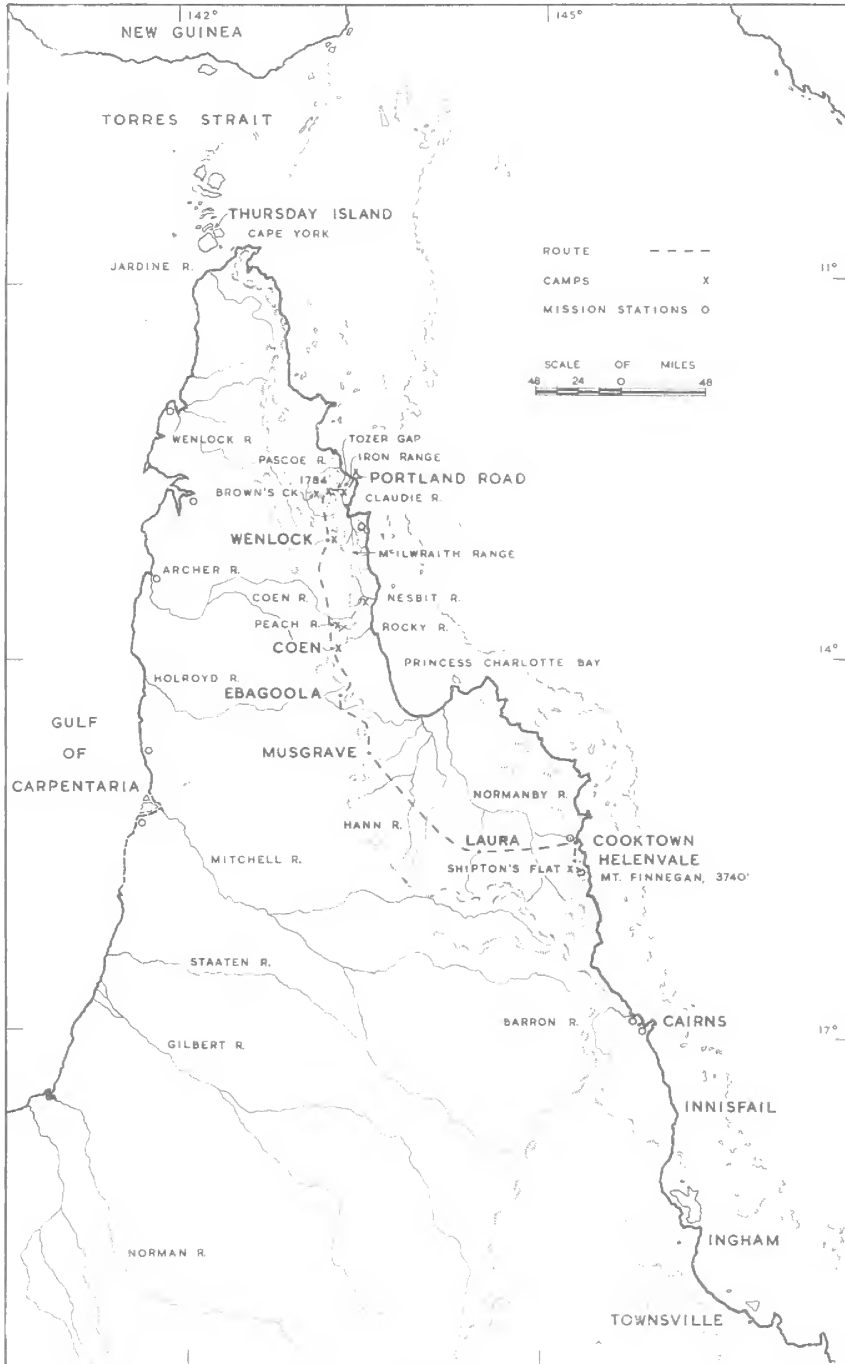 142°
145°
NEW GUINEA
TORRES STRAIT
THURSDAY ISLAND
CAPE YORK
JARDINE R.
ROUTE
11°
CAMPS X
MISSION STATIONS O
SCALE OF MILES
48 24 0 48
WENLOCK R.
TOZER GAP
IRON RANGE
PASCOE R.
1784
PORTLAND ROAD
BROWN'S CK.
CLAUDIE R.
WENLOCK
McILWRAITH RANGE
ARCHER R.
COEN R.
NESBIT R.
PEACH R.
ROCKY R.
COEN
14°
PRINCESS CHARLOTTE BAY
HOLROYD R.
EBAGOOLA
GULF
OF
CARPENTARIA
MUSGRAVE
NORMANBY R.
HANN R.
LAURA
COOKTOWN
HELENVALE
MITCHELL R.
SHIPTON'S FLAT
MT. FINNEGAN, 3740'
STAATEN R.
BARRON R.
CAIRNS
17°
GILBERT R.
INNISFAIL
NORMAN R.
INGHAM
TOWNSVILLE